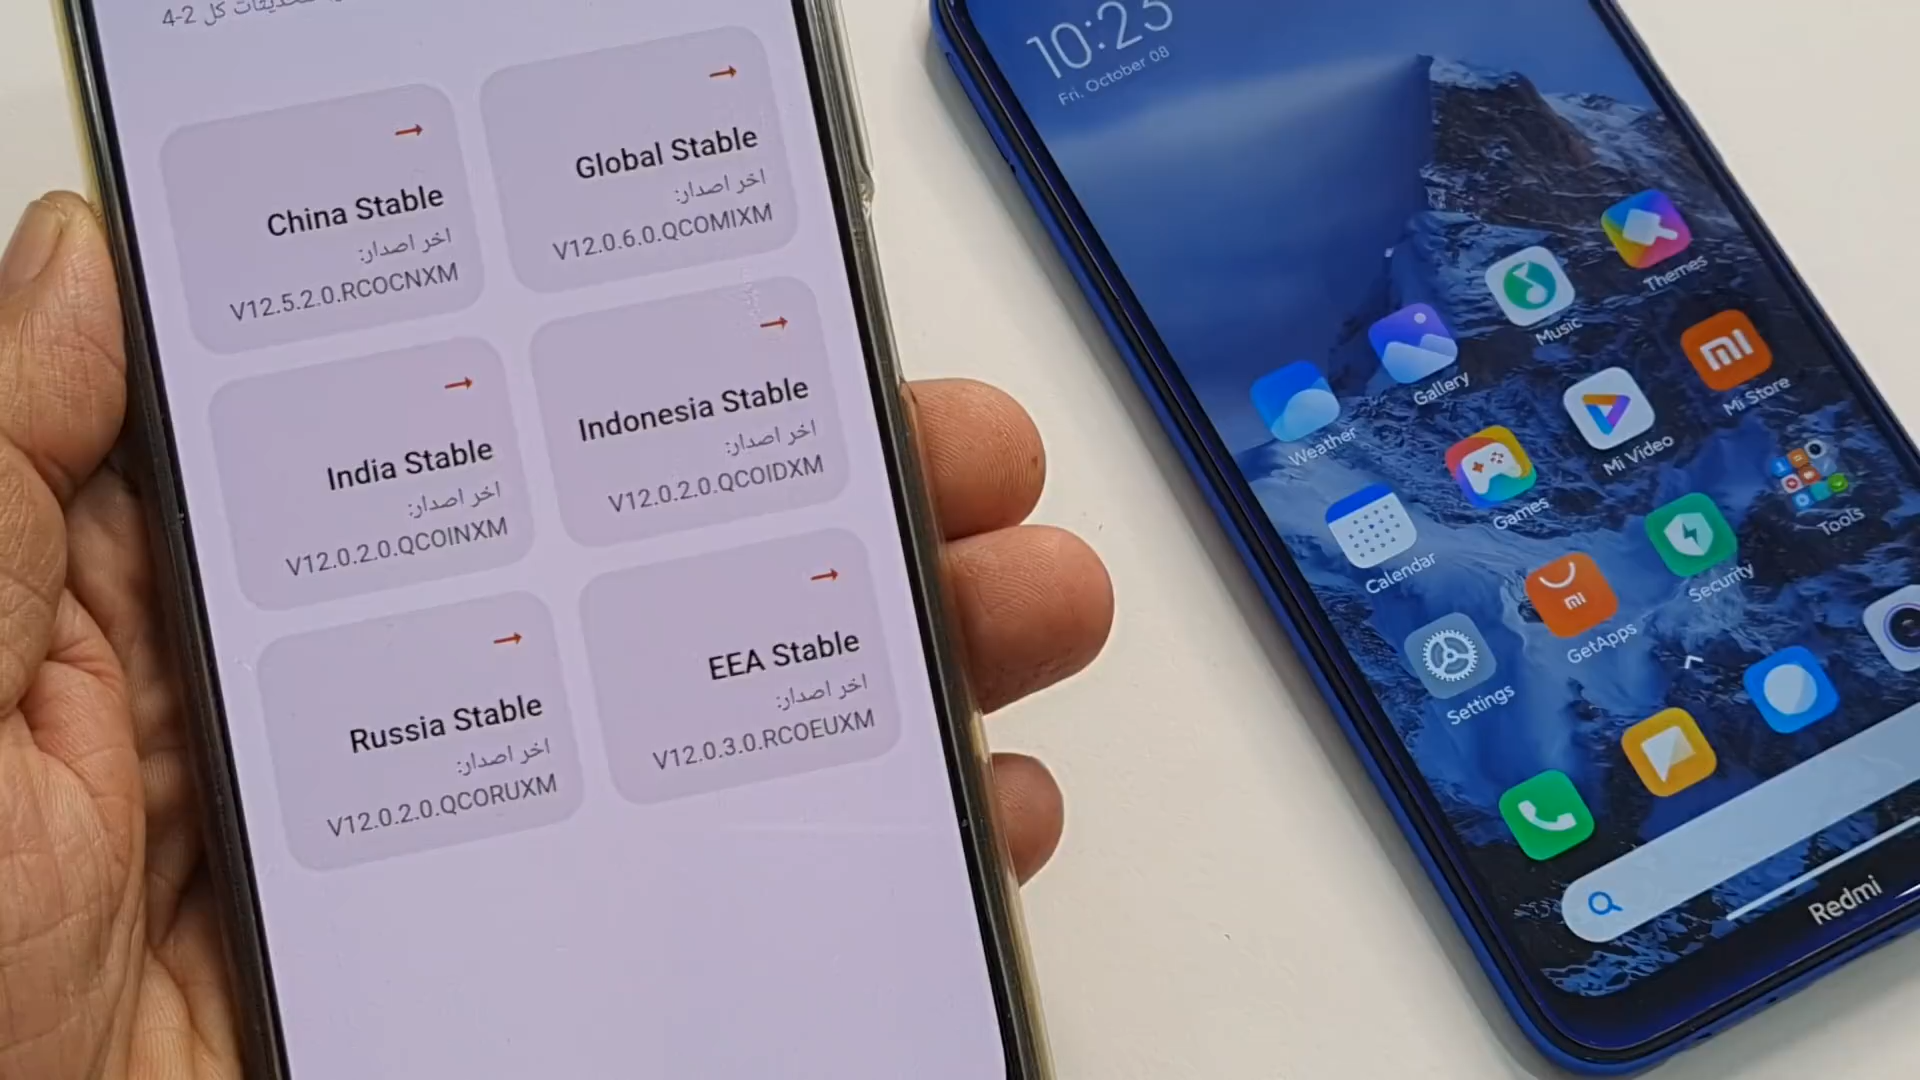 كل 2-4
China Stable
اخر اصدار:
V12.5.2.0.RCOCNXM
Global Stable
اخر اصدار:
V12.0.6.0.QCOMIXM
India Stable
اخر اصدار:
V12.0.2.0.QCOINXM
Indonesia Stable
اخر اصدار:
V12.0.2.0.QCOIDXM
Russia Stable
اخر اصدار:
V12.0.2.0.QCORUXM
EEA Stable
اخر اصدار:
V12.0.3.0.RCOEUXM
10:23
Fri, October 08
Weather
Gallery
Music
Themes
Calendar
Games
Mi Video
Mi Store
Settings
GetApps
Security
Tools
Redmi